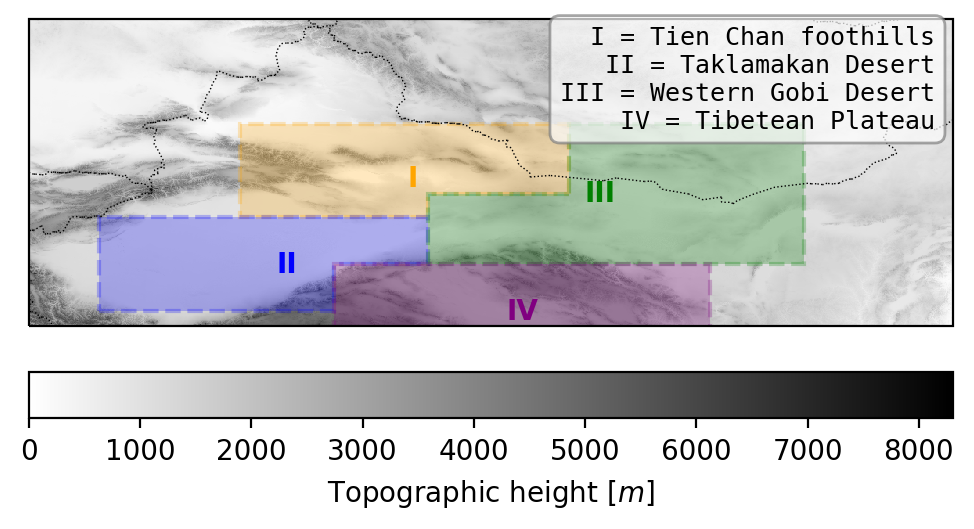 I = Tien Chan foothills
II = Taklamakan Desert
III = Western Gobi Desert
IV = Tibetean Plateau
I
III
II
IV
0 1000 2000 3000 4000 5000 6000 7000 8000
Topographic height [m]